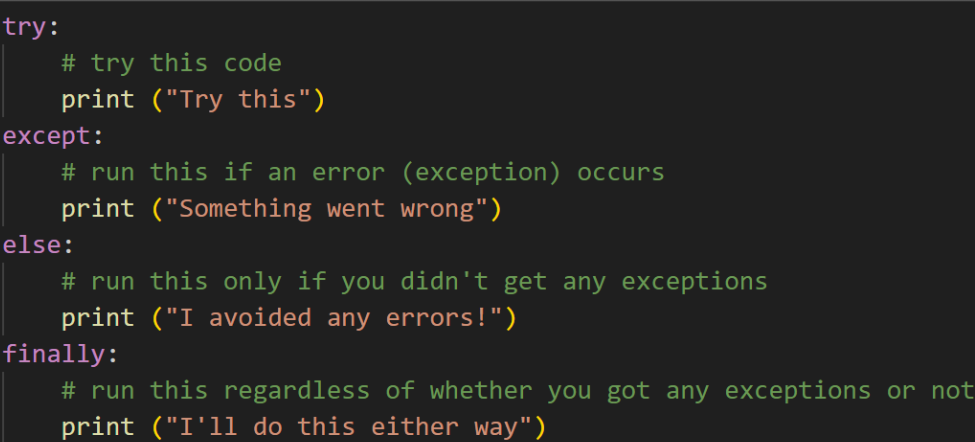 try:
    # try this code
    print ("Try this")
except:
    # run this if an error (exception) occurs
    print ("Something went wrong")
else:
    # run this only if you didn't get any exceptions
    print ("I avoided any errors!")
finally:
    # run this regardless of whether you got any exceptions or not
    print ("I'll do this either way")